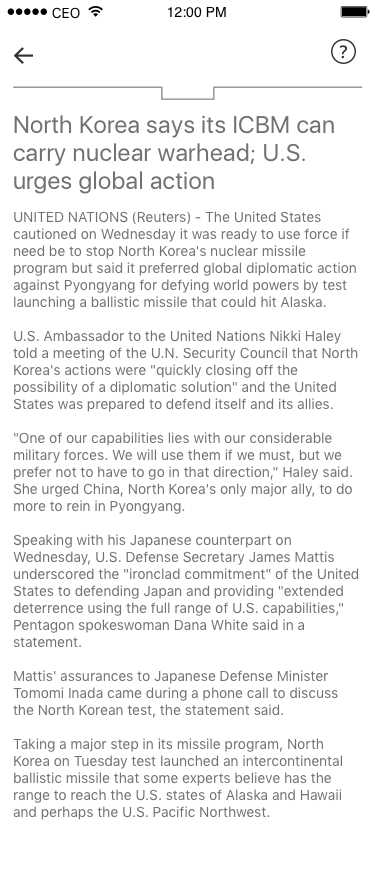 CEO 12:00 PM
?
North Korea says its ICBM can
carry nuclear warhead; U.S.
urges global action
UNITED NATIONS (Reuters) - The United States
cautioned on Wednesday it was ready to use force if
need be to stop North Korea's nuclear missile
program but said it preferred global diplomatic action
against Pyongyang for defying world powers by test
launching a ballistic missile that could hit Alaska.
U.S. Ambassador to the United Nations Nikki Haley
told a meeting of the U.N. Security Council that North
Korea's actions were "quickly closing off the
possibility of a diplomatic solution" and the United
States was prepared to defend itself and its allies.
"One of our capabilities lies with our considerable
military forces. We will use them if we must, but we
prefer not to have to go in that direction," Haley said.
She urged China, North Korea's only major ally, to do
more to rein in Pyongyang.
Speaking with his Japanese counterpart on
Wednesday, U.S. Defense Secretary James Mattis
underscored the "ironclad commitment" of the United
States to defending Japan and providing "extended
deterrence using the full range of U.S. capabilities,"
Pentagon spokeswoman Dana White said in a
statement.
Mattis' assurances to Japanese Defense Minister
Tomomi Inada came during a phone call to discuss
the North Korean test, the statement said.
Taking a major step in its missile program, North
Korea on Tuesday test launched an intercontinental
ballistic missile that some experts believe has the
range to reach the U.S. states of Alaska and Hawaii
and perhaps the U.S. Pacific Northwest.